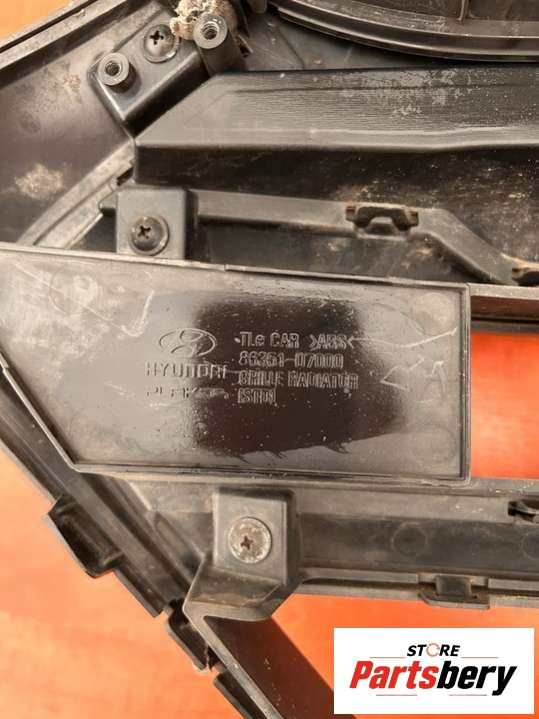 TLe CAR >ABS<
86351-D7000
HYUNDAI
GRILLE RADIATOR
[STD]
STORE
Partsbery